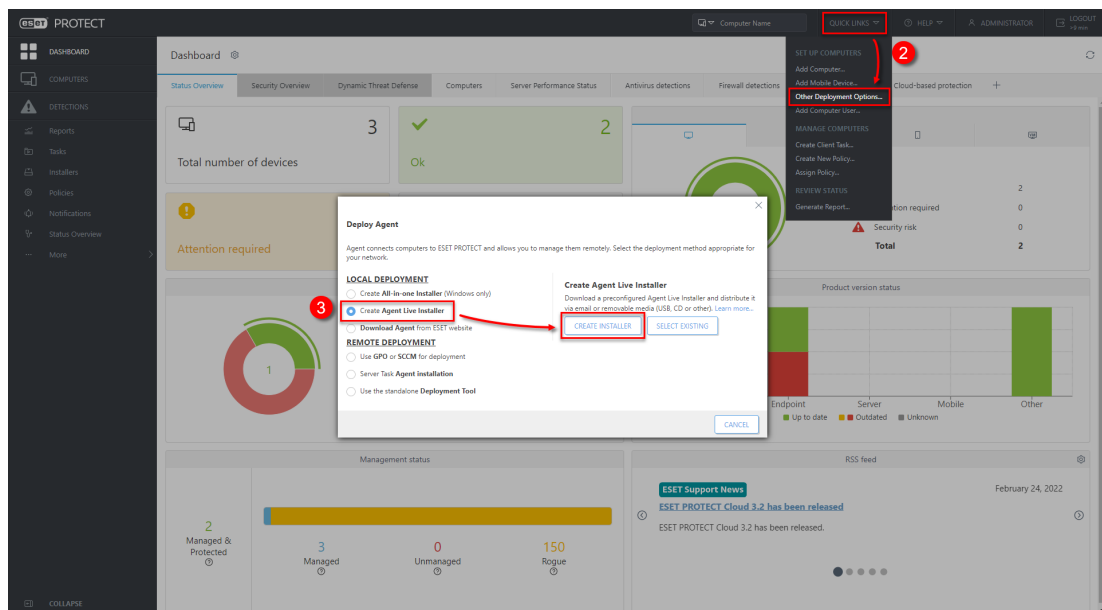 eset PROTECT
Computer Name
QUICK LINKS
HELP
ADMINISTRATOR
LOGOUT
>9 min
DASHBOARD
COMPUTERS
DETECTIONS
Reports
Tasks
Installers
Policies
Notifications
Status Overview
More
COLLAPSE
Dashboard
Status Overview
Security Overview
Dynamic Threat Defense
Computers
Server Performance Status
Antivirus detections
Firewall detections
Cloud-based protection
2
SET UP COMPUTERS
Add Computer...
Add Mobile Device...
Other Deployment Options...
Add Computer User...
MANAGE COMPUTERS
Create Client Task...
Create New Policy...
Assign Policy...
REVIEW STATUS
Generate Report...
3
Total number of devices
2
Ok
Attention required
2
0
Security risk 0
Total 2
3
Deploy Agent
Agent connects computers to ESET PROTECT and allows you to manage them remotely. Select the deployment method appropriate for
your network.
LOCAL DEPLOYMENT
Create All-in-one Installer (Windows only)
Create Agent Live Installer
Download Agent from ESET website
REMOTE DEPLOYMENT
Use GPO or SCCM for deployment
Server Task Agent installation
Use the standalone Deployment Tool
Create Agent Live Installer
Download a preconfigured Agent Live Installer and distribute it
via email or removable media (USB, CD or other). Learn more...
CREATE INSTALLER
SELECT EXISTING
CANCEL
1
Product version status
Endpoint
Server
Mobile
Other
Up to date
Outdated
Unknown
Management status
2
Managed &
Protected
3
Managed
0
Unmanaged
150
Rogue
RSS feed
ESET Support News
February 24, 2022
ESET PROTECT Cloud 3.2 has been released
ESET PROTECT Cloud 3.2 has been released.